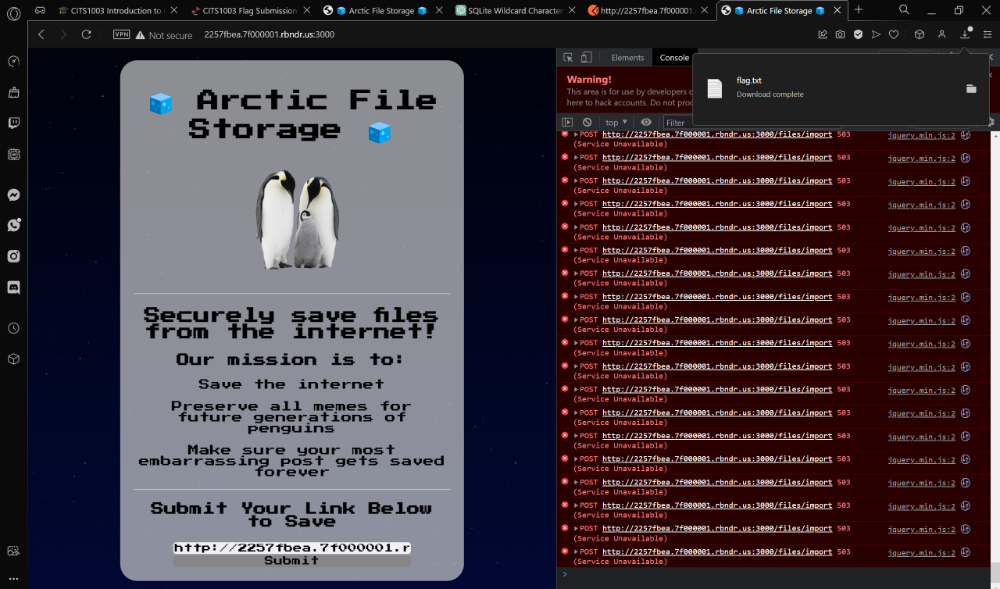 CITS1003 Introduction to
CITS1003 Flag Submission
Arctic File Storage
SQLite Wildcard Character
http://2257fbea.7f000001.
Arctic File Storage
VPN
Not secure
2257fbea.7f000001.rbndr.us:3000
Arctic File
Storage
Securely save files
from the internet!
Our mission is to:
Save the internet
Preserve all memes for
future generations of
penguins
Make sure your most
embarrassing post gets saved
forever
Submit Your Link Below
to Save
http://2257fbea.7f000001.r
Submit
Elements
Console
flag.txt
Download complete
Warning!
This area is for use by developers
here to hack accounts. Do not
top
Filter
POST http://2257fbea.7f000001.rbndr.us:3000/files/import 503 jquery.min.js:2
(Service Unavailable)
POST http://2257fbea.7f000001.rbndr.us:3000/files/import 503 jquery.min.js:2
(Service Unavailable)
POST http://2257fbea.7f000001.rbndr.us:3000/files/import 503 jquery.min.js:2
(Service Unavailable)
POST http://2257fbea.7f000001.rbndr.us:3000/files/import 503 jquery.min.js:2
(Service Unavailable)
POST http://2257fbea.7f000001.rbndr.us:3000/files/import 503 jquery.min.js:2
(Service Unavailable)
POST http://2257fbea.7f000001.rbndr.us:3000/files/import 503 jquery.min.js:2
(Service Unavailable)
POST http://2257fbea.7f000001.rbndr.us:3000/files/import 503 jquery.min.js:2
(Service Unavailable)
POST http://2257fbea.7f000001.rbndr.us:3000/files/import 503 jquery.min.js:2
(Service Unavailable)
POST http://2257fbea.7f000001.rbndr.us:3000/files/import 503 jquery.min.js:2
(Service Unavailable)
POST http://2257fbea.7f000001.rbndr.us:3000/files/import 503 jquery.min.js:2
(Service Unavailable)
POST http://2257fbea.7f000001.rbndr.us:3000/files/import 503 jquery.min.js:2
(Service Unavailable)
POST http://2257fbea.7f000001.rbndr.us:3000/files/import 503 jquery.min.js:2
(Service Unavailable)
POST http://2257fbea.7f000001.rbndr.us:3000/files/import 503 jquery.min.js:2
(Service Unavailable)
POST http://2257fbea.7f000001.rbndr.us:3000/files/import 503 jquery.min.js:2
(Service Unavailable)
POST http://2257fbea.7f000001.rbndr.us:3000/files/import 503 jquery.min.js:2
(Service Unavailable)
POST http://2257fbea.7f000001.rbndr.us:3000/files/import 503 jquery.min.js:2
(Service Unavailable)
POST http://2257fbea.7f000001.rbndr.us:3000/files/import 503 jquery.min.js:2
(Service Unavailable)
POST http://2257fbea.7f000001.rbndr.us:3000/files/import 503 jquery.min.js:2
(Service Unavailable)
POST http://2257fbea.7f000001.rbndr.us:3000/files/import 503 jquery.min.js:2
(Service Unavailable)